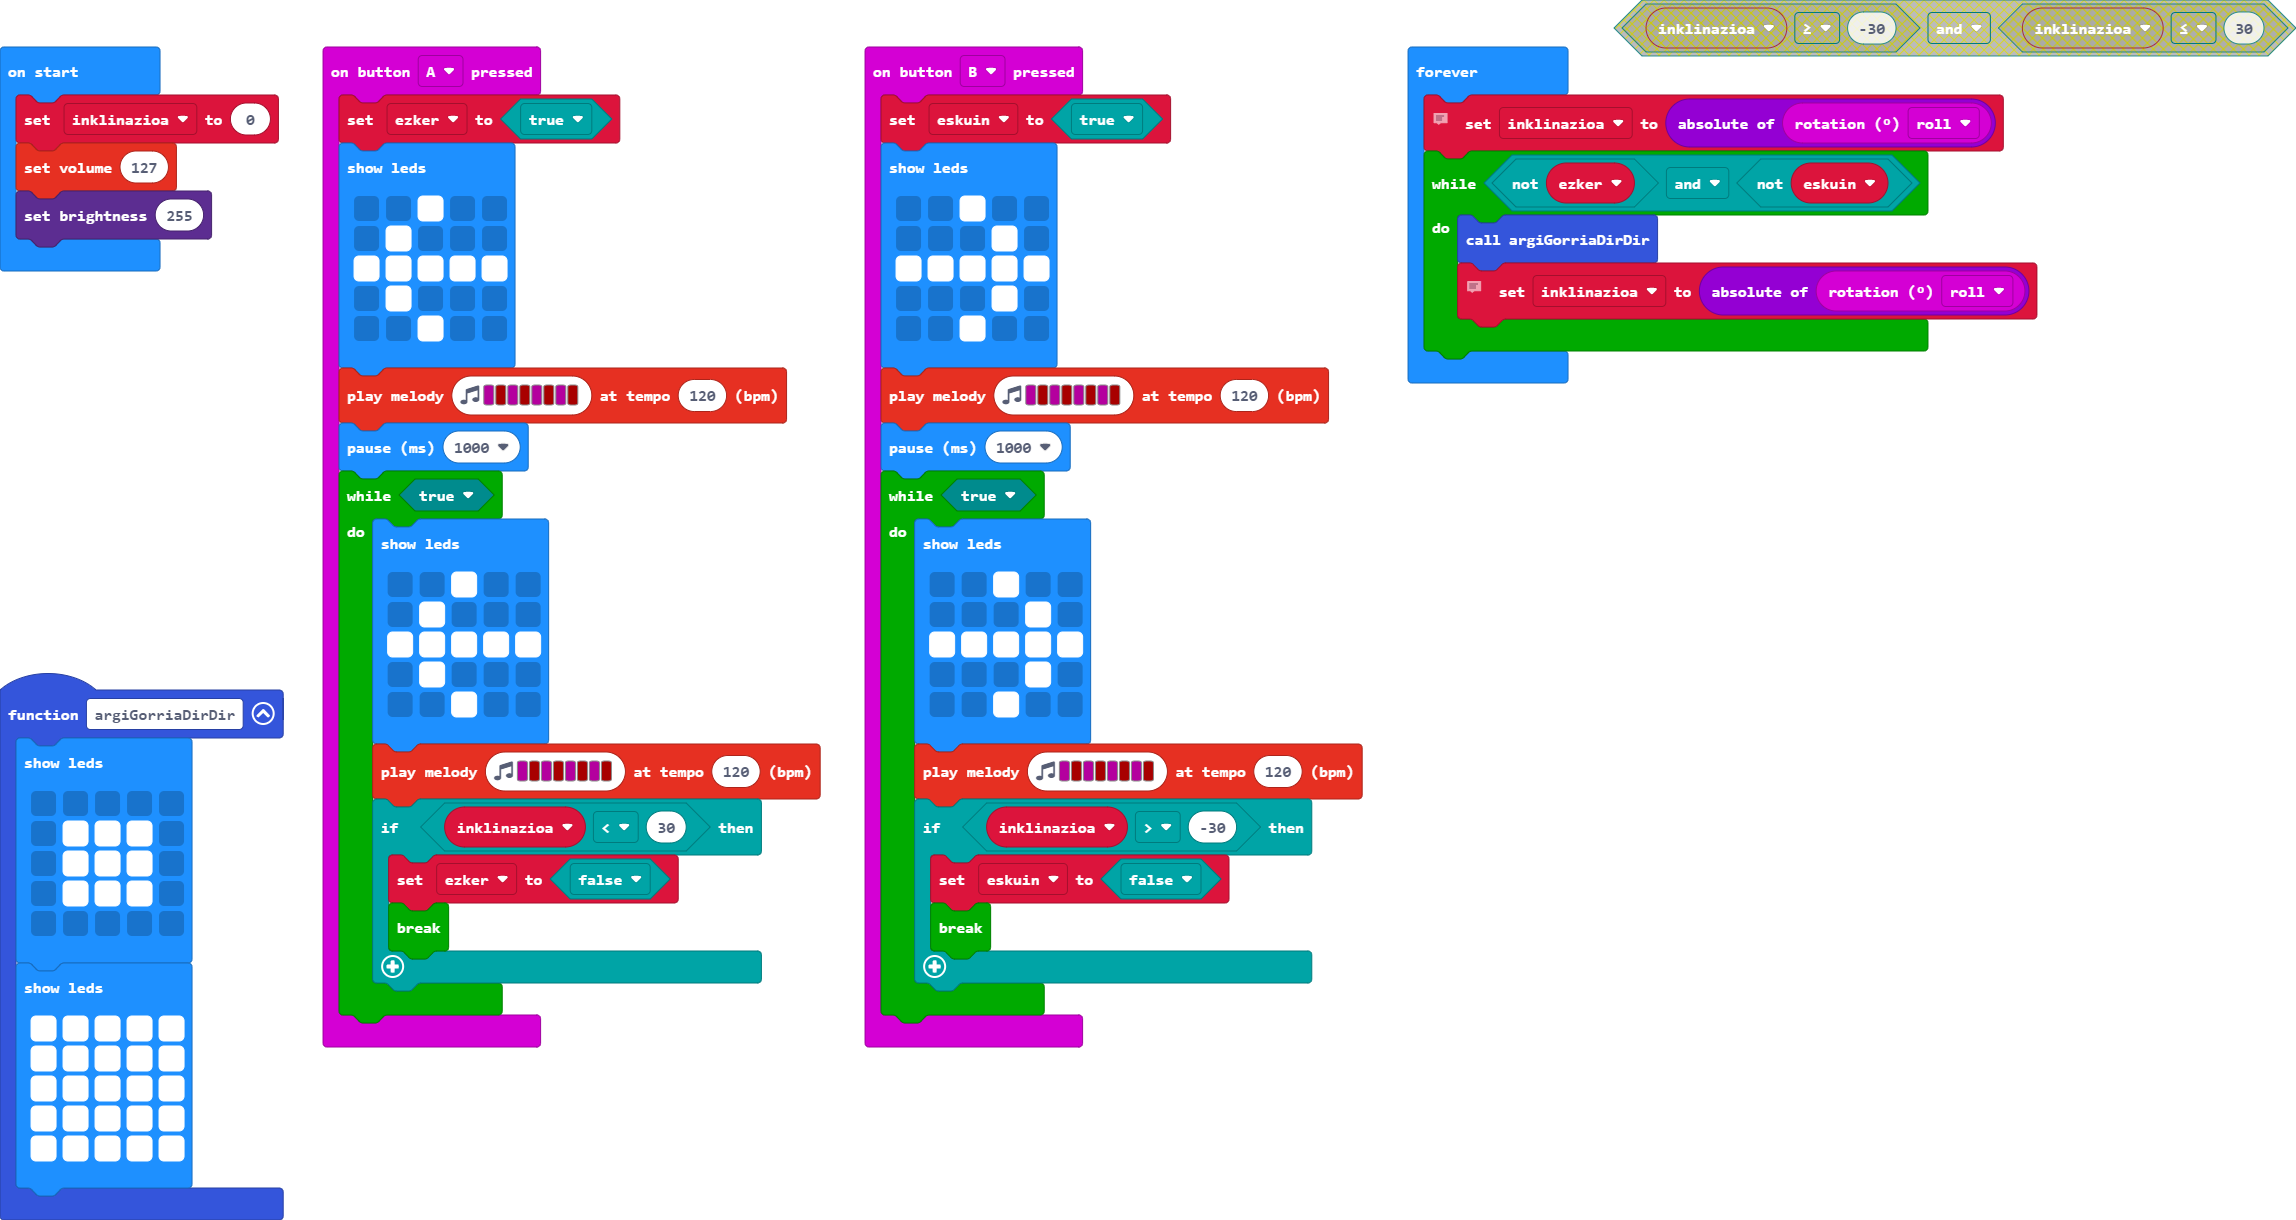 on start
set inklinazioa to 0
set volume 127
set brightness 255
function argiGorriaDirDir
show leds
show leds
on button A pressed
set ezker to true
show leds
play melody at tempo 120 (bpm)
pause (ms) 1000
while true
do
show leds
play melody at tempo 120 (bpm)
if inklinazioa < 30 then
set ezker to false
break
on button B pressed
set eskuin to true
show leds
play melody at tempo 120 (bpm)
pause (ms) 1000
while true
do
show leds
play melody at tempo 120 (bpm)
if inklinazioa > -30 then
set eskuin to false
break
inklinazioa ≥ -30 and inklinazioa ≤ 30
forever
set inklinazioa to absolute of rotation (º) roll
while not ezker and not eskuin
do
call argiGorriaDirDir
set inklinazioa to absolute of rotation (º) roll